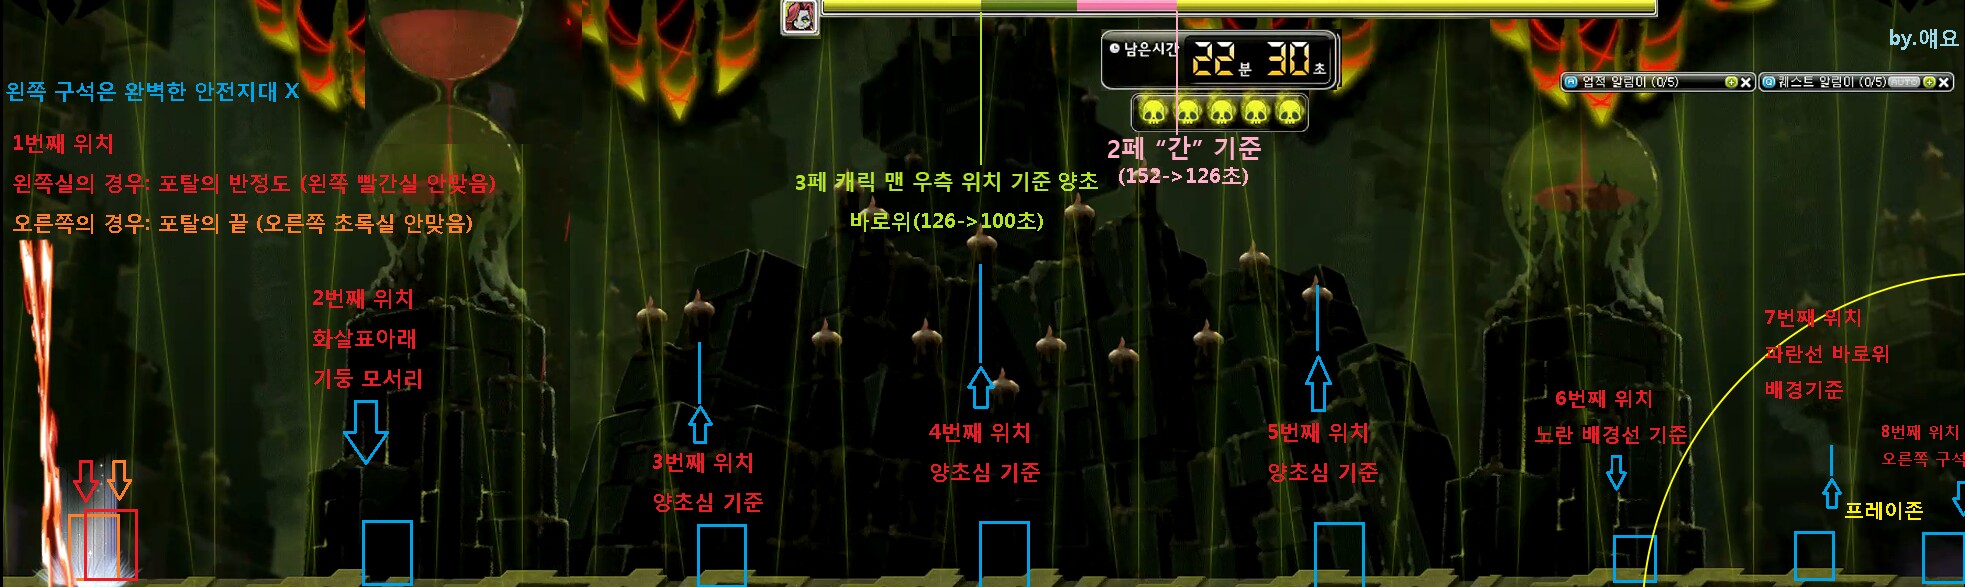 by.애요
남은시간 22분 30초
업적 알림미 (0/5)
퀘스트 알림미 (0/5) AUTO
왼쪽 구석은 완벽한 안전지대 X
1번째 위치
왼쪽실의 경우: 포탈의 반정도 (왼쪽 빨간실 안맞음)
오른쪽의 경우: 포탈의 끝 (오른쪽 초록실 안맞음)
2페 “간” 기준
(152->126초)
3페 캐릭 맨 우측 위치 기준 양초
바로위(126->100초)
2번째 위치
화살표아래
기둥 모서리
3번째 위치
양초심 기준
4번째 위치
양초심 기준
5번째 위치
양초심 기준
6번째 위치
노란 배경선 기준
7번째 위치
파란선 바로위
배경기준
8번째 위치
오른쪽 구석
프레이존